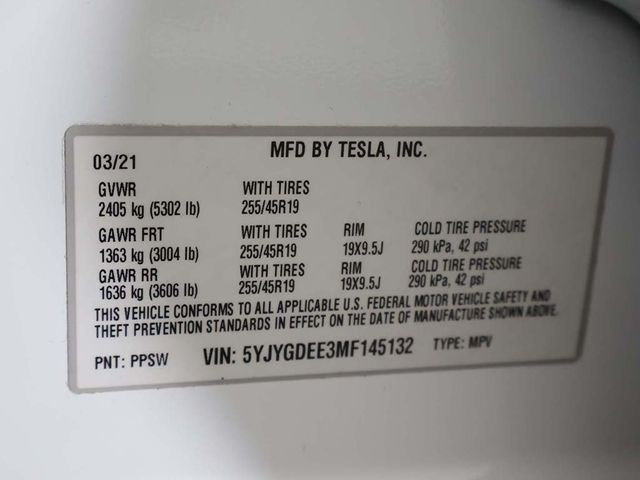 03/21 MFD BY TESLA, INC.
GVWR WITH TIRES
2405 kg (5302 lb) 255/45R19
GAWR FRT WITH TIRES RIM COLD TIRE PRESSURE
1363 kg (3004 lb) 255/45R19 19X9.5J 290 kPa, 42 psi
GAWR RR WITH TIRES RIM COLD TIRE PRESSURE
1636 kg (3606 lb) 255/45R19 19X9.5J 290 kPa, 42 psi
THIS VEHICLE CONFORMS TO ALL APPLICABLE U.S. FEDERAL MOTOR VEHICLE SAFETY AND
THEFT PREVENTION STANDARDS IN EFFECT ON THE DATE OF MANUFACTURE SHOWN ABOVE.
PNT: PPSW VIN: 5YJYGDEE3MF145132 TYPE: MPV